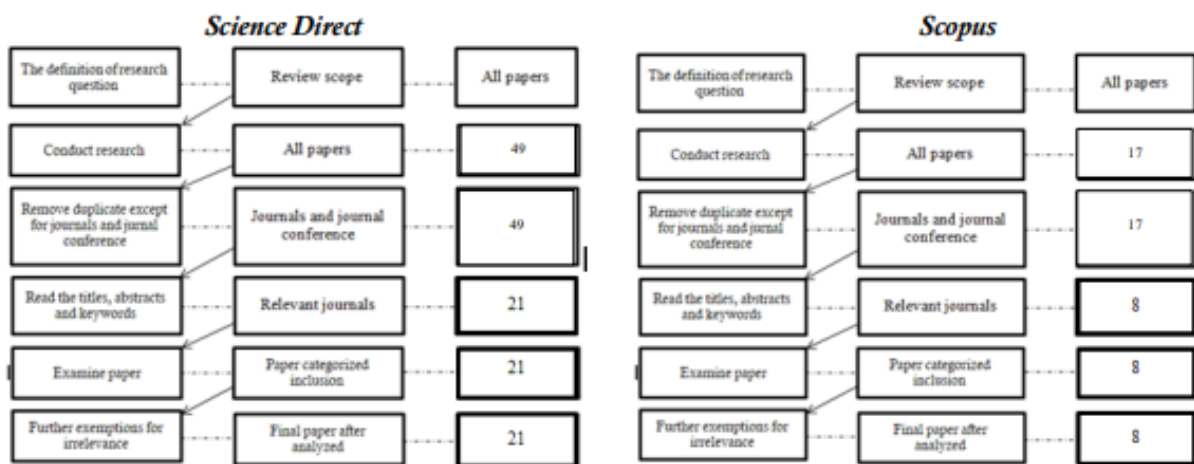 Science Direct
The definition of research
question
Review scope
All papers
Conduct research
All papers
49
Remove duplicate except
for journals and jurnal
conference
Journals and journal
conference
49
Read the titles, abstracts
and keywords
Relevant journals
21
Examine paper
Paper categorized
inclusion
21
Further exemptions for
irrelevance
Final paper after
analyzed
21
Scopus
The definition of research
question
Review scope
All papers
Conduct research
All papers
17
Remove duplicate except
for journals and jurnal
conference
Journals and journal
conference
17
Read the titles, abstracts
and keywords
Relevant journals
8
Examine paper
Paper categorized
inclusion
8
Further exemptions for
irrelevance
Final paper after
analyzed
8